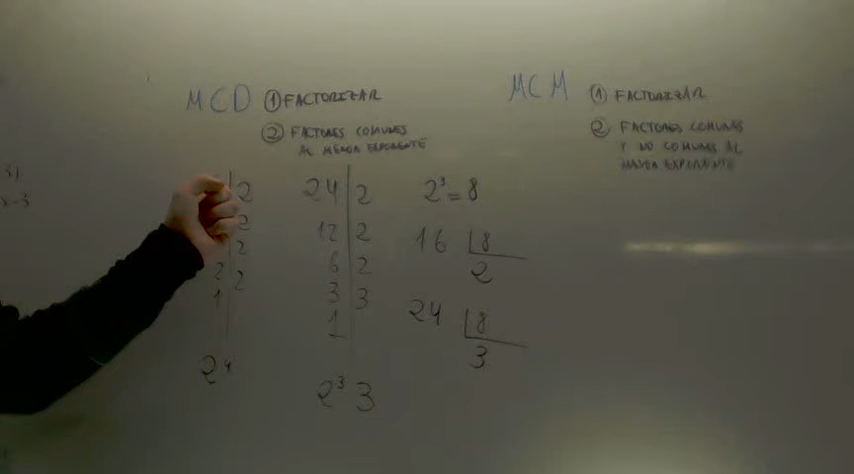 MCD ① FACTORIZAR
② FACTORES COMUNES
AL MENOR EXPONENTE
MCM ① FACTORIZAR
② FACTORES COMUNES
Y NO COMUNES AL
MAYOR EXPONENTE
x-3
2
2
2
2 2
1
2⁴
24 2
12 2
6 2
3 3
1
2³ 3
2³ = 8
16 8
2
24 8
3